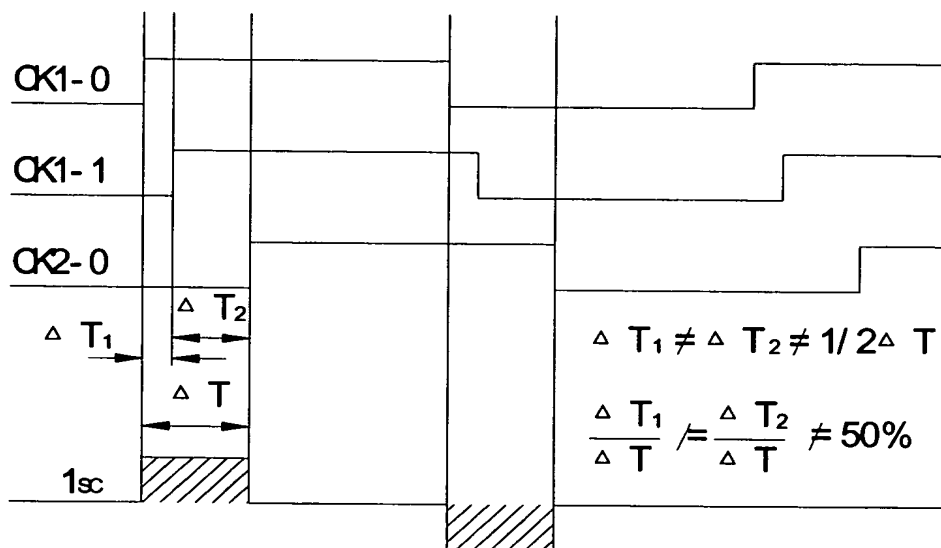 CK1-0
CK1-1
CK2-0
△ T₂
△ T₁
△ T
1sc
△ T₁ ≠ △ T₂ ≠ 1/2△ T
△ T₁/△ T ≠ △ T₂/△ T ≠ 50%